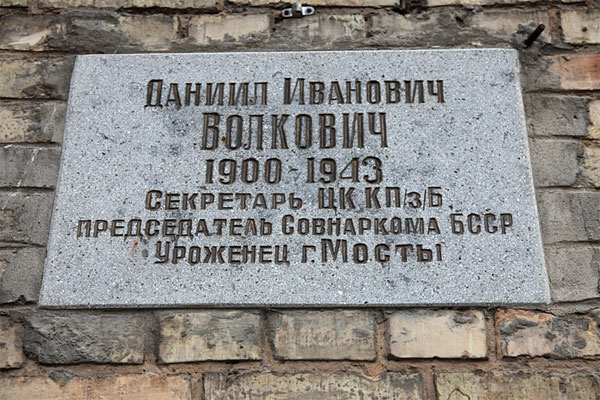 Даниил Иванович
Волкович
1900-1943
Секретарь ЦК КП/з/Б
председатель Совнаркома БССР
Уроженец г. Мосты